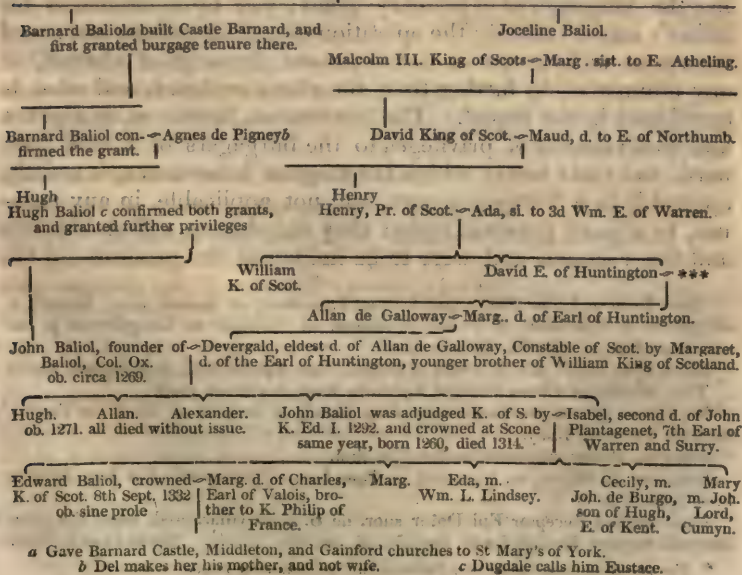 Barnard Baliol a built Castle Barnard, and
first granted burgage tenure there.
Joceline Baliol.
Malcolm III. King of Scots Marg. sist. to E. Atheling.
Barnard Baliol con-
firmed the grant.
Agnes de Pigney b
David King of Scot. Maud, d. to E. of Northumb.
Hugh
Hugh Baliol c confirmed both grants,
and granted further privileges
Henry
Henry, Pr. of Scot. Ada, si. to 3d Wm. E. of Warren.
William
K. of Scot.
David E. of Huntington ***
Allan de Galloway Marg.. d. of Earl of Huntington.
John Baliol, founder of
Baliol, Col. Ox.
ob. circa 1269.
Devergald, eldest d. of Allan de Galloway, Constable of Scot. by Margaret,
d. of the Earl of Huntington, younger brother of William King of Scotland.
Hugh. Allan. Alexander.
ob. 1271. all died without issue.
John Baliol was adjudged K. of S. by
K. Ed. I. 1292. and crowned at Scone
same year, born 1260, died 1314.
Isabel, second d. of John
Plantagenet, 7th Earl of
Warren and Surry.
Edward Baliol, crowned
K. of Scot. 8th Sept. 1332
ob. sine prole
Marg. d. of Charles,
Earl of Valois, bro-
ther to K. Philip of
France.
Marg.
Eda, m.
Wm. L. Lindsey.
Cecily, m.
Joh. de Burgo,
son of Hugh,
E. of Kent.
Mary
m. Joh.
Lord,
Cumyn.
a Gave Barnard Castle, Middleton, and Gainford churches to St Mary's of York.
b Del makes her his mother, and not wife. c Dugdale calls him Eustace.